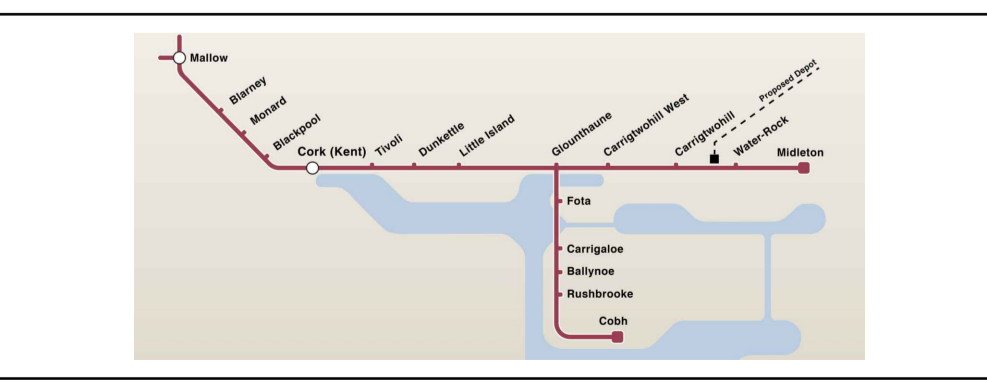 Mallow
Blarney
Monard
Blackpool
Cork (Kent)
Tivoli
Dunkettle
Little Island
Glounthaune
Carrigtwohill West
Carrigtwohill
Proposed Depot
Water-Rock
Midleton
Fota
Carrigaloe
Ballynoe
Rushbrooke
Cobh